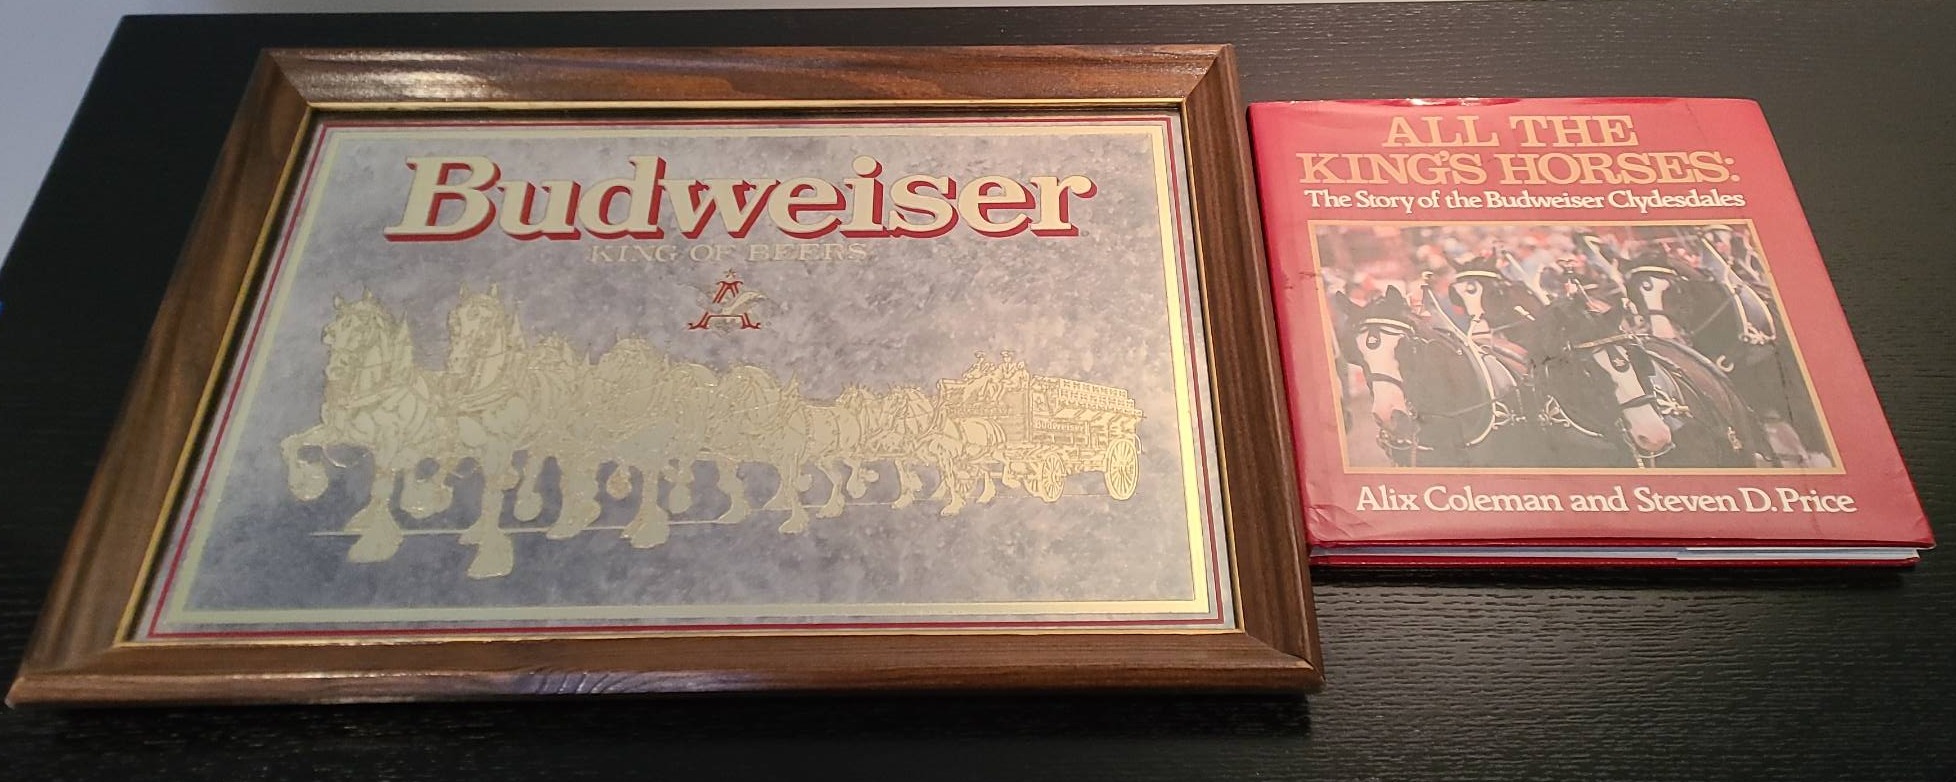 Budweiser
KING OF BEERS
A
Budweiser
ALL THE
KING'S HORSES:
The Story of the Budweiser Clydesdales
Alix Coleman and Steven D. Price